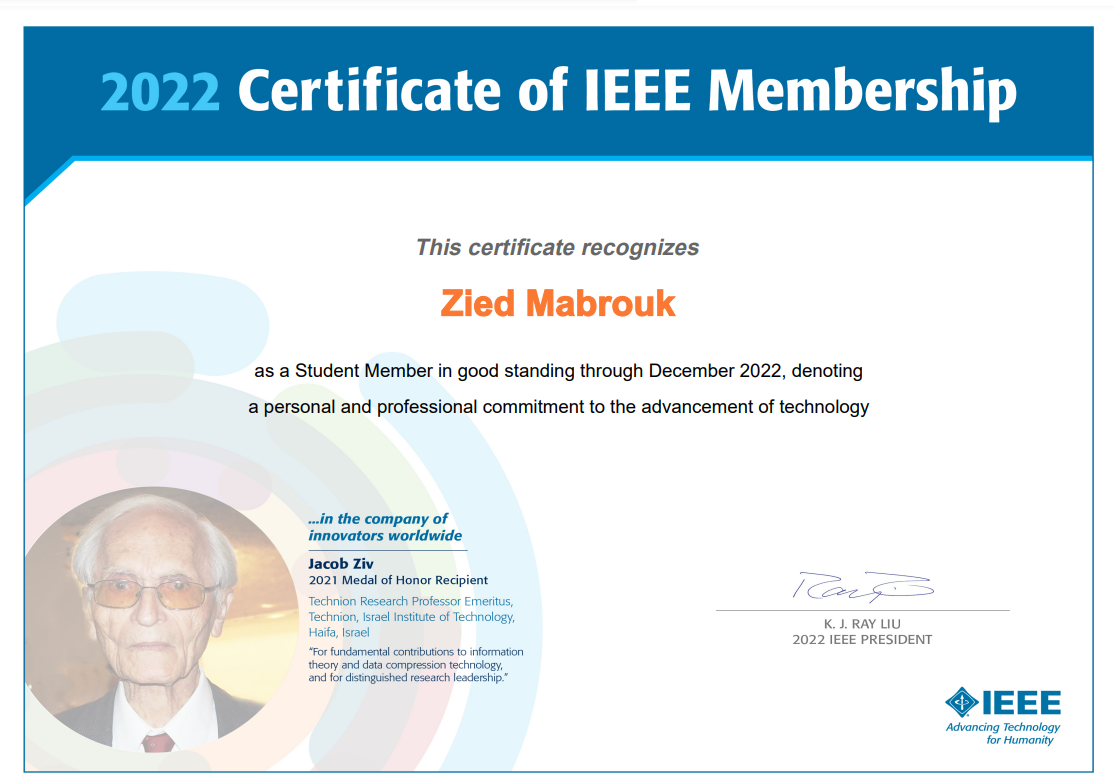 2022 Certificate of IEEE Membership
This certificate recognizes
Zied Mabrouk
as a Student Member in good standing through December 2022, denoting
a personal and professional commitment to the advancement of technology
...in the company of
innovators worldwide
Jacob Ziv
2021 Medal of Honor Recipient
Technion Research Professor Emeritus,
Technion, Israel Institute of Technology,
Haifa, Israel
“For fundamental contributions to information
theory and data compression technology,
and for distinguished research leadership.”
K. J. RAY LIU
2022 IEEE PRESIDENT
IEEE
Advancing Technology
for Humanity